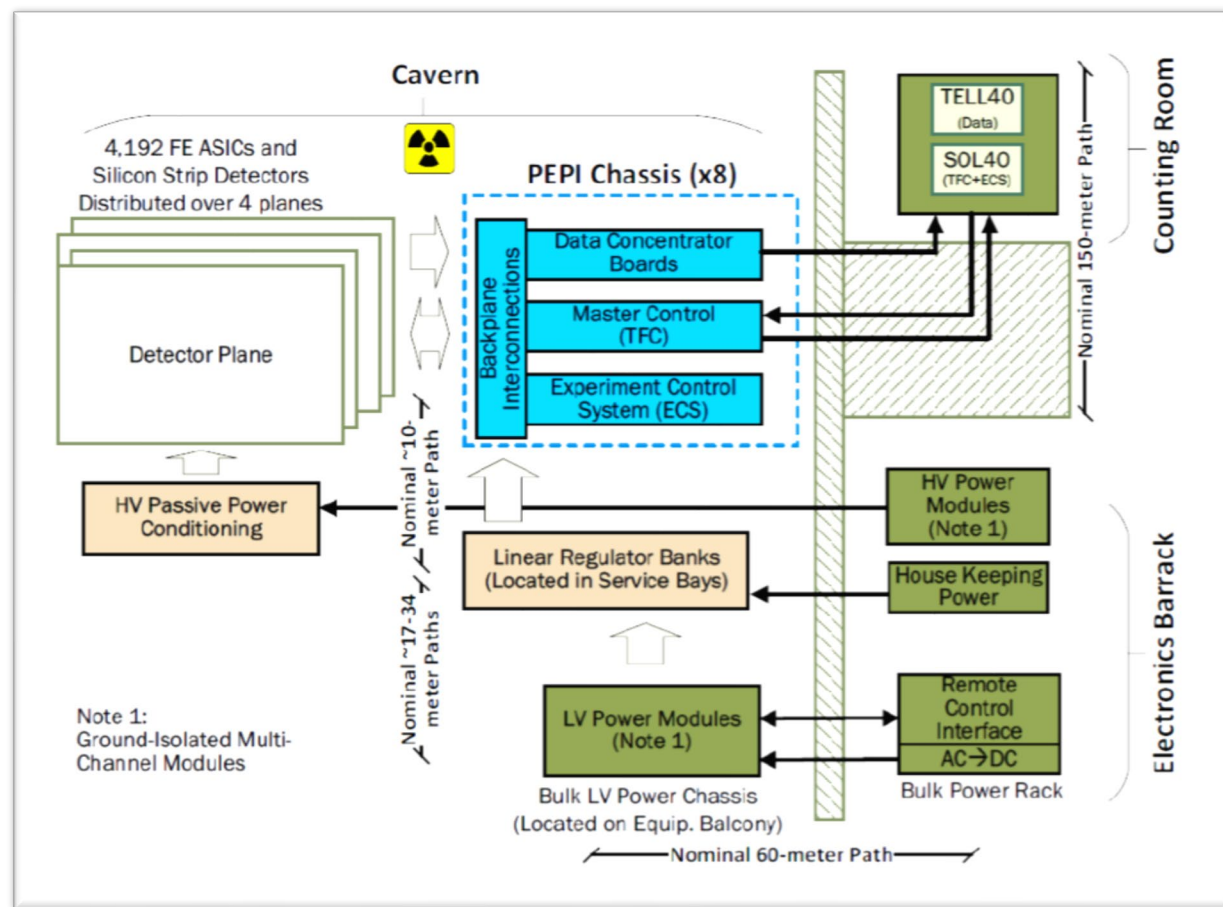 Cavern
4,192 FE ASICs and
Silicon Strip Detectors
Distributed over 4 planes
Detector Plane
PEPI Chassis (x8)
Backplane
Interconnections
Data Concentrator
Boards
Master Control
(TFC)
Experiment Control
System (ECS)
TELL40
(Data)
SOL40
(TFC+ECS)
Nominal 150-meter Path
Counting Room
HV Passive Power
Conditioning
Nominal ~10-
meter Path
Linear Regulator Banks
(Located in Service Bays)
Nominal ~17-34
meter Paths
HV Power
Modules
(Note 1)
House Keeping
Power
Electronics Barrack
Note 1:
Ground-Isolated Multi-
Channel Modules
LV Power Modules
(Note 1)
Bulk LV Power Chassis
(Located on Equip. Balcony)
Remote
Control
Interface
AC→DC
Bulk Power Rack
Nominal 60-meter Path